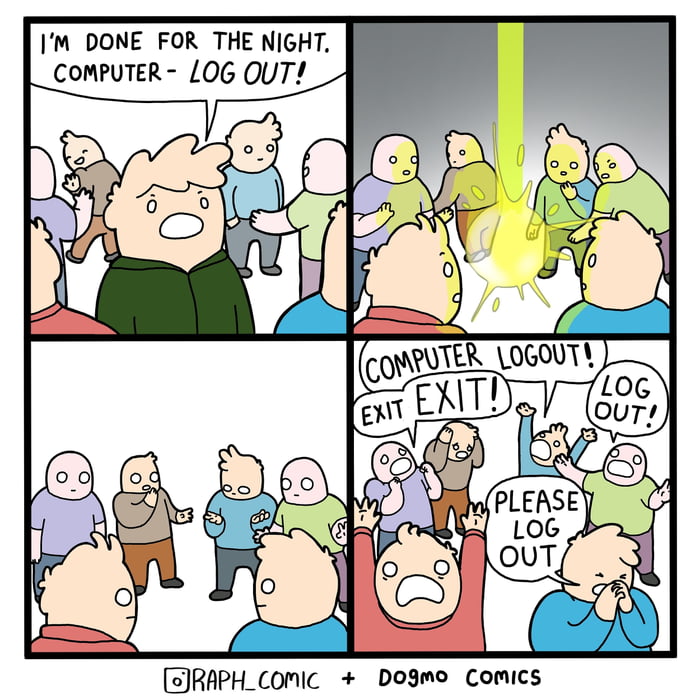 I'M DONE FOR THE NIGHT.
COMPUTER - LOG OUT!
COMPUTER LOGOUT!
EXIT EXIT!
LOG
OUT!
PLEASE
LOG
OUT
RAPH_COMIC + DOgmo COMICS